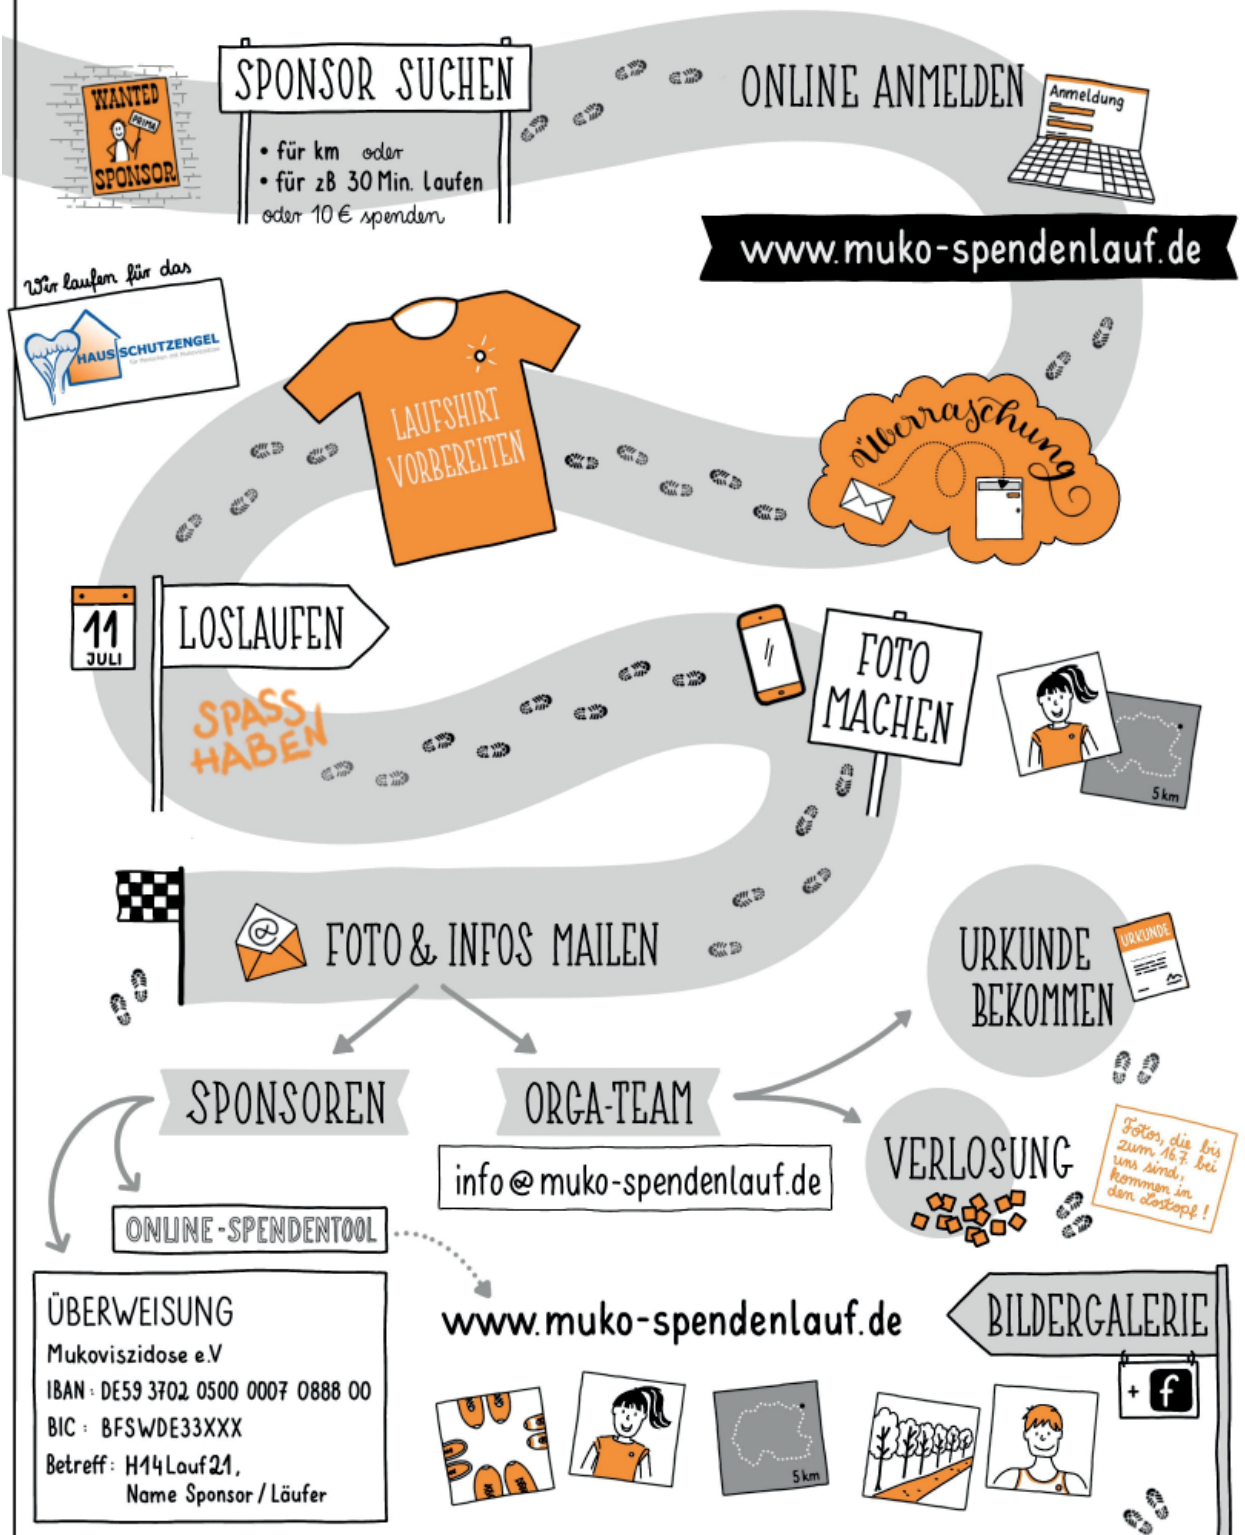 WANTED
PRIMA
SPONSOR
SPONSOR SUCHEN
• für km oder
• für zB 30 Min. laufen
oder 10 € spenden
ONLINE ANMELDEN
Anmeldung
www.muko-spendenlauf.de
Wir laufen für das
HAUS SCHUTZENGEL
für Menschen mit Mukoviszidose
LAUFSHIRT
VORBEREITEN
Überraschung
11
JULI
LOSLAUFEN
SPASS
HABEN
FOTO
MACHEN
5 km
FOTO & INFOS MAILEN
URKUNDE
BEKOMMEN
URKUNDE
SPONSOREN
ORGA-TEAM
info@muko-spendenlauf.de
VERLOSUNG
Fotos, die bis
zum 16.7. bei
uns sind,
kommen in
den Lostopf!
ONLINE-SPENDENTOOL
ÜBERWEISUNG
Mukoviszidose e.V
IBAN: DE59 3702 0500 0007 0888 00
BIC: BFSWDE33XXX
Betreff: H14Lauf21,
Name Sponsor / Läufer
www.muko-spendenlauf.de
BILDERGALERIE
+ f
5 km